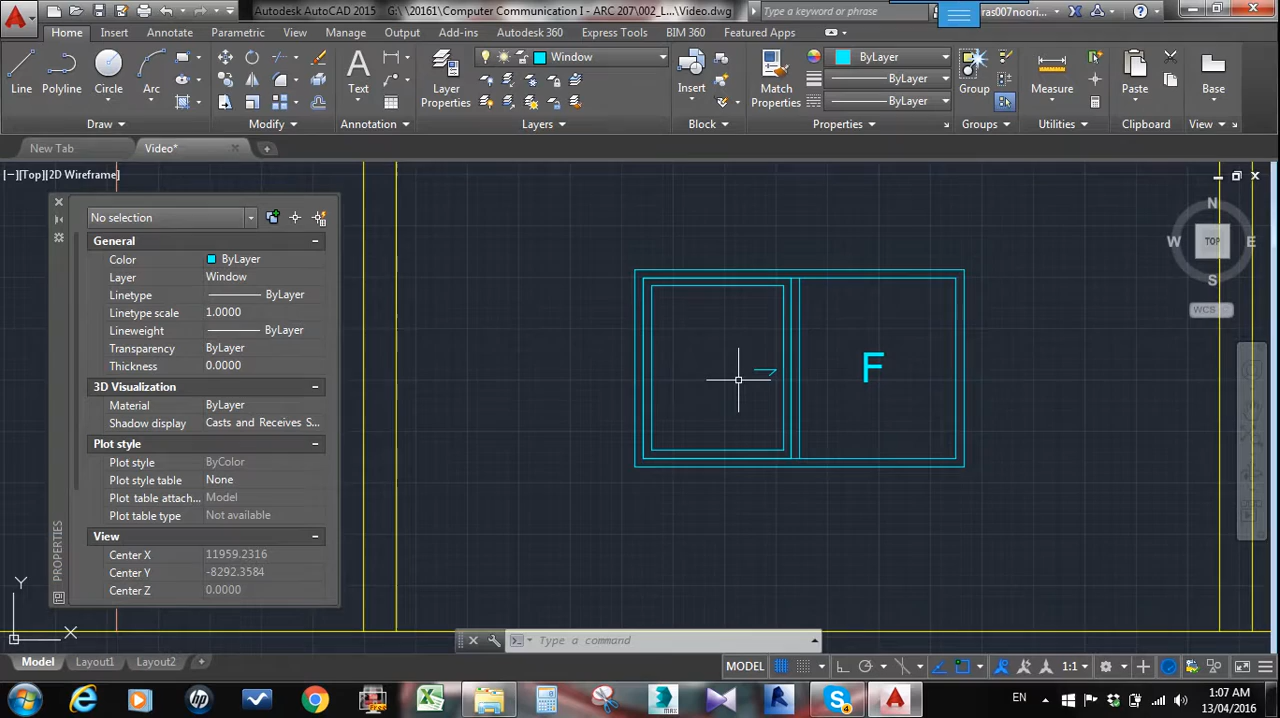 Autodesk AutoCAD 2015 G:\20161\Computer Communication I - ARC 207\002_L...\Video.dwg
Type a keyword or phrase
ras007noori...
Home Insert Annotate View Manage Output Add-ins Autodesk 360 Express Tools BIM 360 Featured Apps
Window
ByLayer
ByLayer
ByLayer
Line Polyline Circle Arc
Text
Layer Properties
Insert
Match Properties
Group Measure Paste Base
Draw Modify Annotation Layers Block Properties Groups Utilities Clipboard View
New Tab Video*
[−][Top][2D Wireframe]
No selection
General
Color ByLayer
Layer Window
Linetype ByLayer
Linetype scale 1.0000
Lineweight ByLayer
Transparency ByLayer
Thickness 0.0000
3D Visualization
Material ByLayer
Shadow display Casts and Receives S...
Plot style
Plot style ByColor
Plot style table None
Plot table attach... Model
Plot table type Not available
View
Center X 11959.2316
Center Y -8292.3584
Center Z 0.0000
PROPERTIES
F
N
W TOP E
S
WCS
Y
X
Type a command
Model Layout1 Layout2
MODEL 1:1
EN
1:07 AM
13/04/2016